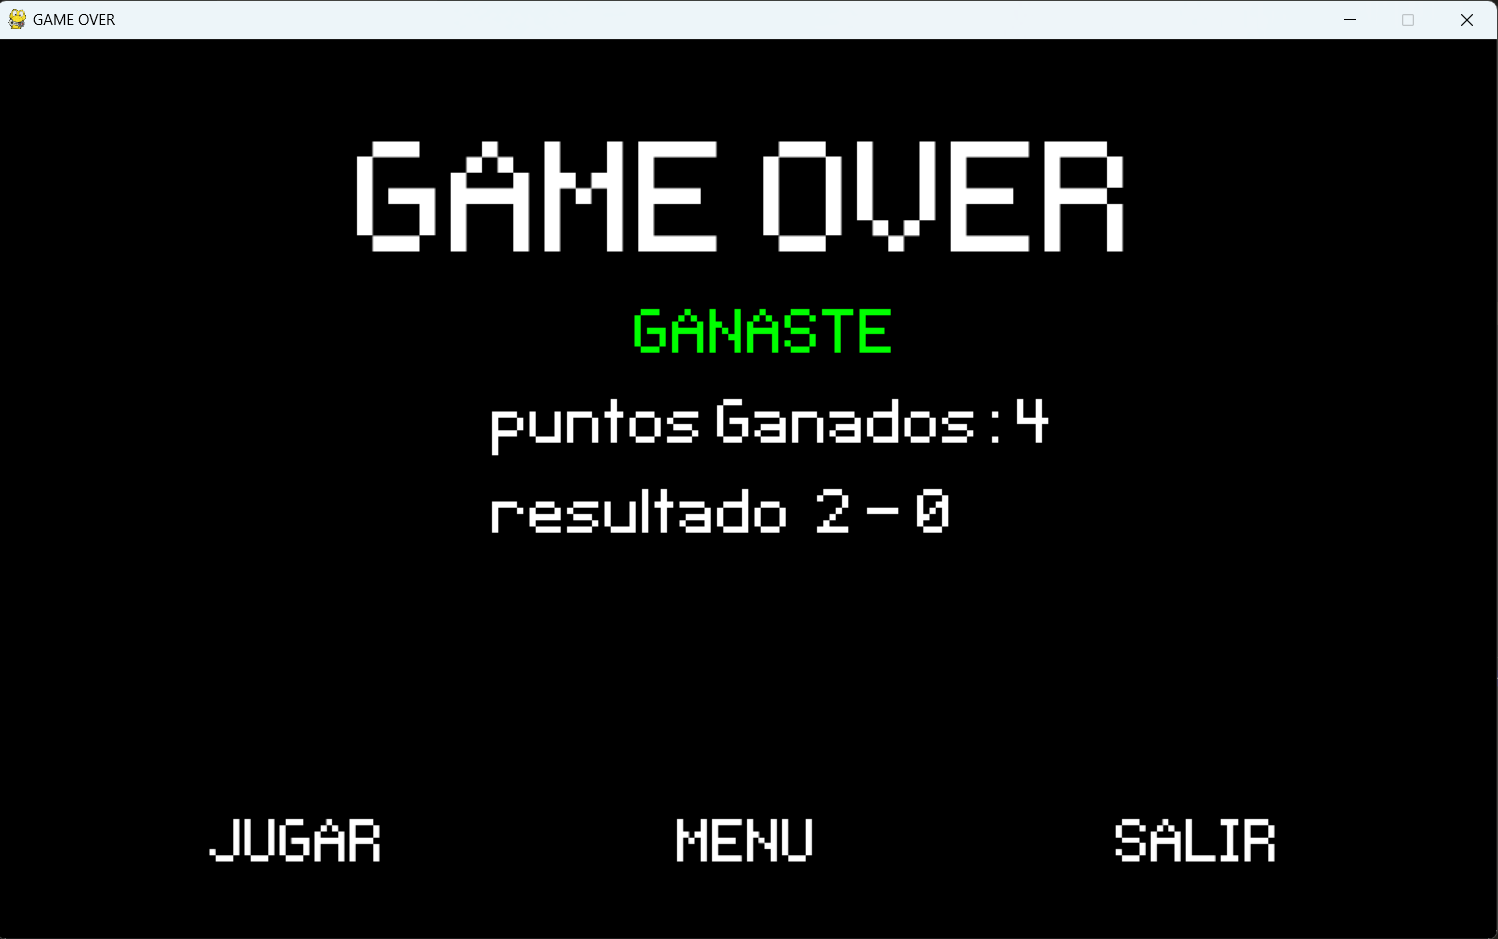 GAME OVER
GAME OVER
GANASTE
puntos Ganados : 4
resultado 2 - 0
JUGAR MENU SALIR